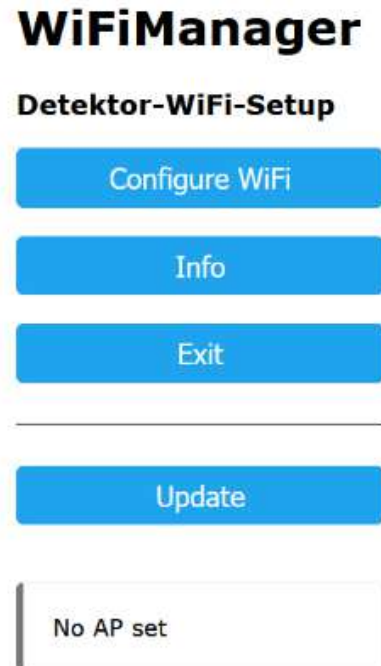 WiFiManager
Detektor-WiFi-Setup
Configure WiFi
Info
Exit
Update
No AP set